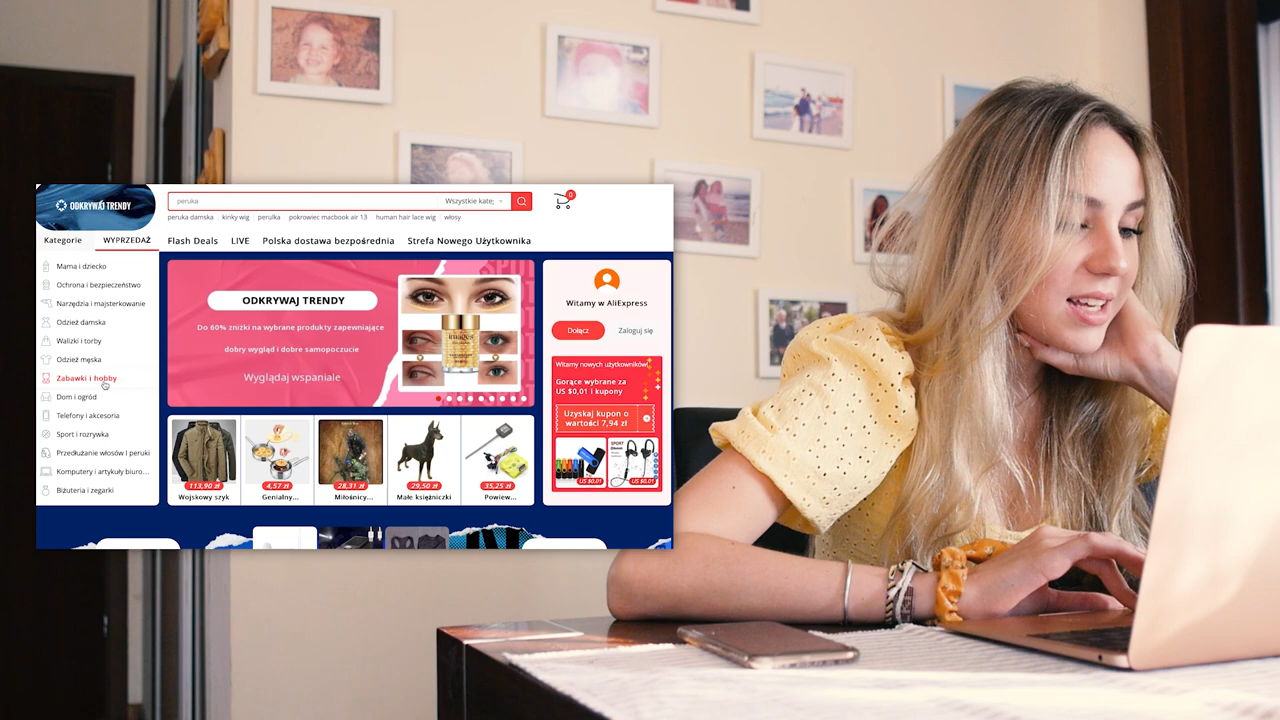 ODKRYWAJ TRENDY
peruka
Wszystkie kate
0
peruka damska
kinky wig
perulka
pokrowiec macbook air 13
human hair lace wig
włosy
Kategorie
WYPRZEDAŻ
Flash Deals
LIVE
Polska dostawa bezpośrednia
Strefa Nowego Użytkownika
Mama i dziecko
Ochrona i bezpieczeństwo
Narzędzia i majsterkowanie
Odzież damska
Walizki i torby
Odzież męska
Zabawki i hobby
Dom i ogród
Telefony i akcesoria
Sport i rozrywka
Przedłużanie włosów i peruki
Komputery i artykuły biuro...
Biżuteria i zegarki
ODKRYWAJ TRENDY
Do 60% zniżki na wybrane produkty zapewniające
dobry wygląd i dobre samopoczucie
Wyglądaj wspaniale
images
113,90 zł
Wojskowy szyk
4,57 zł
Genialny...
28,31 zł
Miłośnicy...
29,50 zł
Małe księżniczki
35,25 zł
Powiew...
Witamy w AliExpress
Dołącz
Zaloguj się
Witamy nowych użytkowników!
Gorące wybrane za
US $0,01 i kupony
Uzyskaj kupon o
wartości 7,94 zł
SPORT
US $0,01
US $0,01